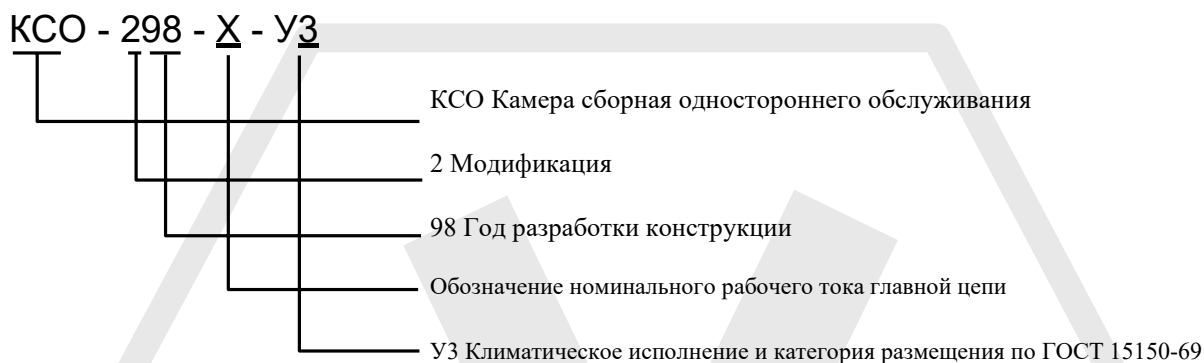 КСО - 298 - Х - У3
КСО Камера сборная одностороннего обслуживания
2 Модификация
98 Год разработки конструкции
Обозначение номинального рабочего тока главной цепи
У3 Климатическое исполнение и категория размещения по ГОСТ 15150-69